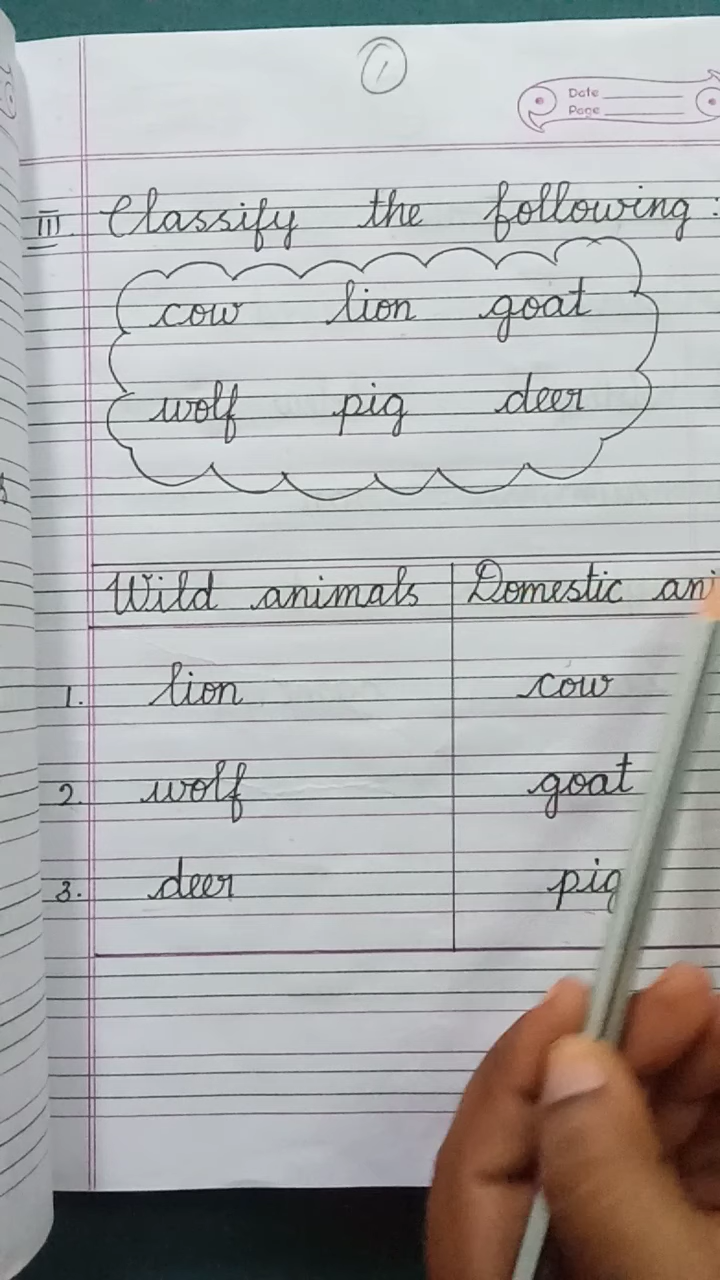 1
Date
Page
III Classify the following :
cow lion goat
wolf pig deer
Wild animals Domestic ani
1. lion cow
2. wolf goat
3. deer pig